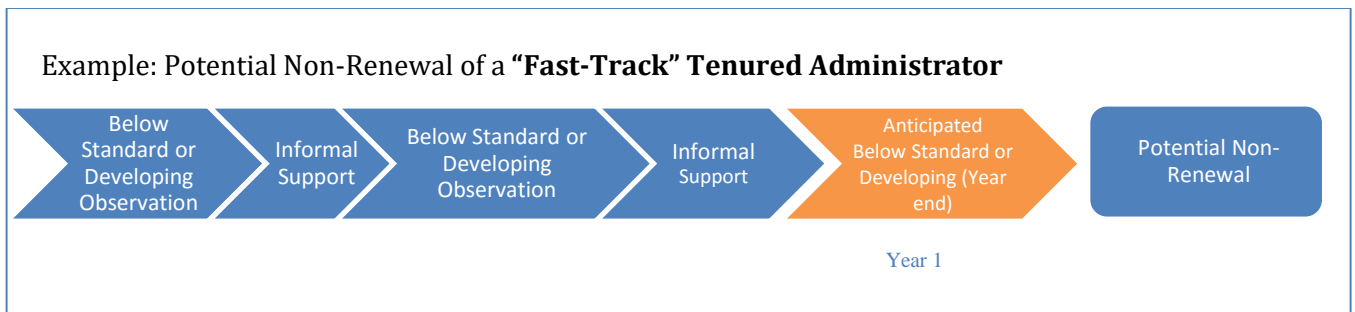 Example: Potential Non-Renewal of a “Fast-Track” Tenured Administrator
Below
Standard or
Developing
Observation
Informal
Support
Below Standard or
Developing
Observation
Informal
Support
Anticipated
Below Standard or
Developing (Year
end)
Potential Non-
Renewal
Year 1